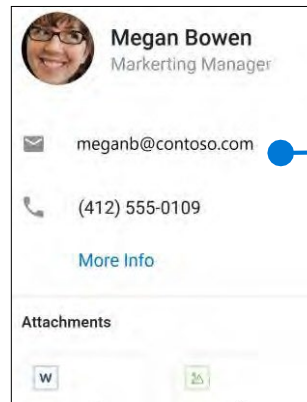 Megan Bowen
Markerting Manager
meganb@contoso.com
(412) 555-0109
More Info
Attachments
W